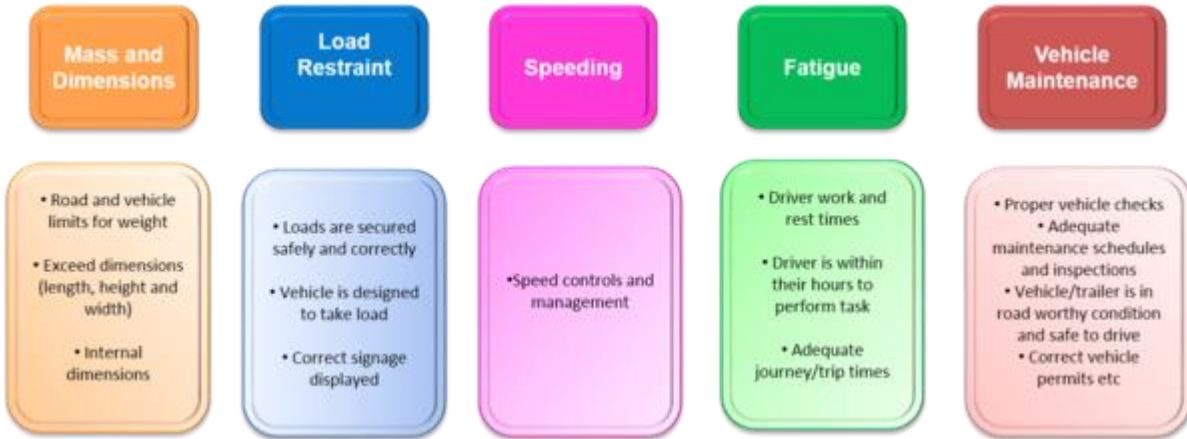 Mass and
Dimensions
Load
Restraint
Speeding
Fatigue
Vehicle
Maintenance
• Road and vehicle
limits for weight
• Exceed dimensions
(length, height and
width)
• Internal
dimensions
• Loads are secured
safely and correctly
• Vehicle is designed
to take load
• Correct signage
displayed
•Speed controls and
management
• Driver work and
rest times
• Driver is within
their hours to
perform task
• Adequate
journey/trip times
• Proper vehicle checks
• Adequate
maintenance schedules
and inspections
• Vehicle/trailer is in
road worthy condition
and safe to drive
• Correct vehicle
permits etc